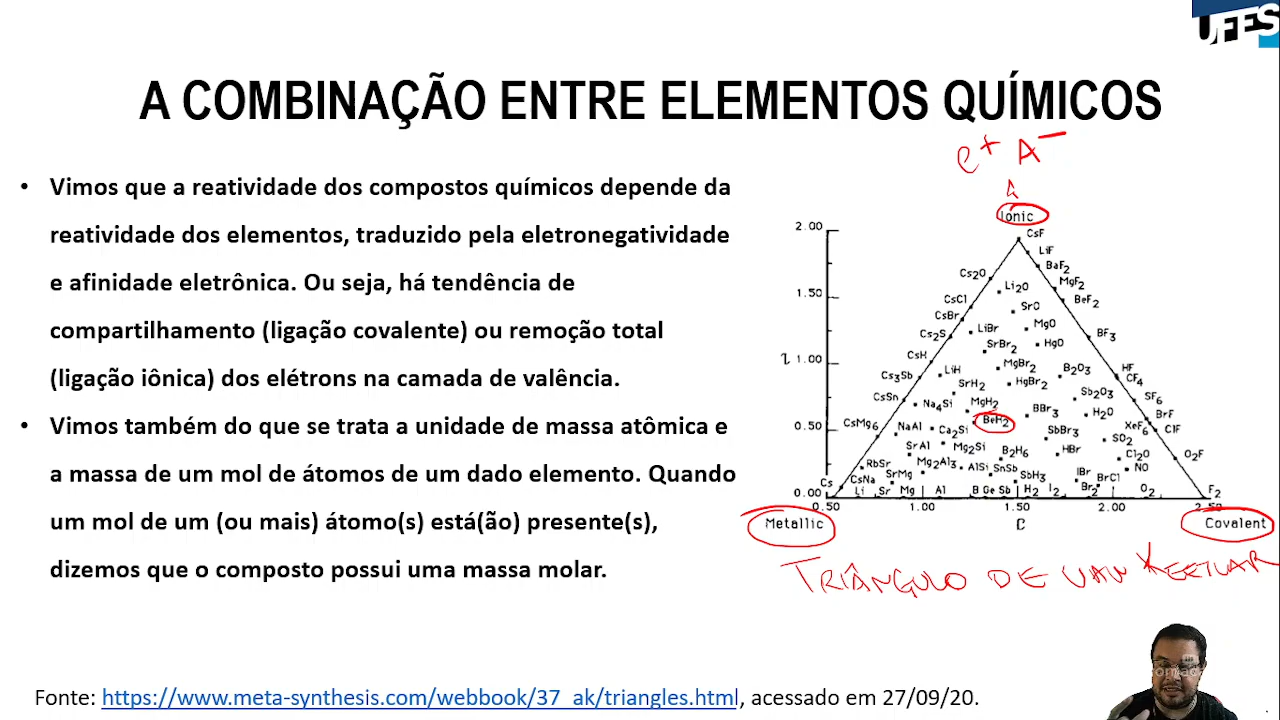 UFES
A COMBINAÇÃO ENTRE ELEMENTOS QUÍMICOS
• Vimos que a reatividade dos compostos químicos depende da
reatividade dos elementos, traduzido pela eletronegatividade
e afinidade eletrônica. Ou seja, há tendência de
compartilhamento (ligação covalente) ou remoção total
(ligação iônica) dos elétrons na camada de valência.
• Vimos também do que se trata a unidade de massa atômica e
a massa de um mol de átomos de um dado elemento. Quando
um mol de um (ou mais) átomo(s) está(ão) presente(s),
dizemos que o composto possui uma massa molar.
A⁻
Ionic
2.00 CsF
LiF
BaF₂
Cs₂O MgF₂
1.50 Li₂O
CsCl BeF₂
SrO
CsBr
LiBr MgO
Cs₂S BF₃
SrBr₂ HgO
1.00 CsH
LiH MgBr₂ B₂O₃ HF
Cs₃Sb CF₄
SrH₂ HgBr₂
Sb₂O₃ SF₆
CsSn Na₄Si MgH₂
BBr₃ H₂O BrF
CsMg₆ NaAl Ca₂Si BeH₂ XeF₆ ClF
0.50 SbBr₃ SO₂
SrAl Mg₂Si B₂H₆ HBr Cl₂O O₂F
RbSr Mg₂Al₃ AlSi SnSb NO
CsNa SrMg SbH₃ IBr BrCl
0.00 Cs Li Sr Mg Al B Ge Sb H₂ I₂ Br₂ O₂ F₂
0.50 1.00 1.50 2.00 2.50
Metallic C Covalent
TRIÂNGULO DE VAN
Fonte: https://www.meta-synthesis.com/webbook/37_ak/triangles.html, acessado em 27/09/20.